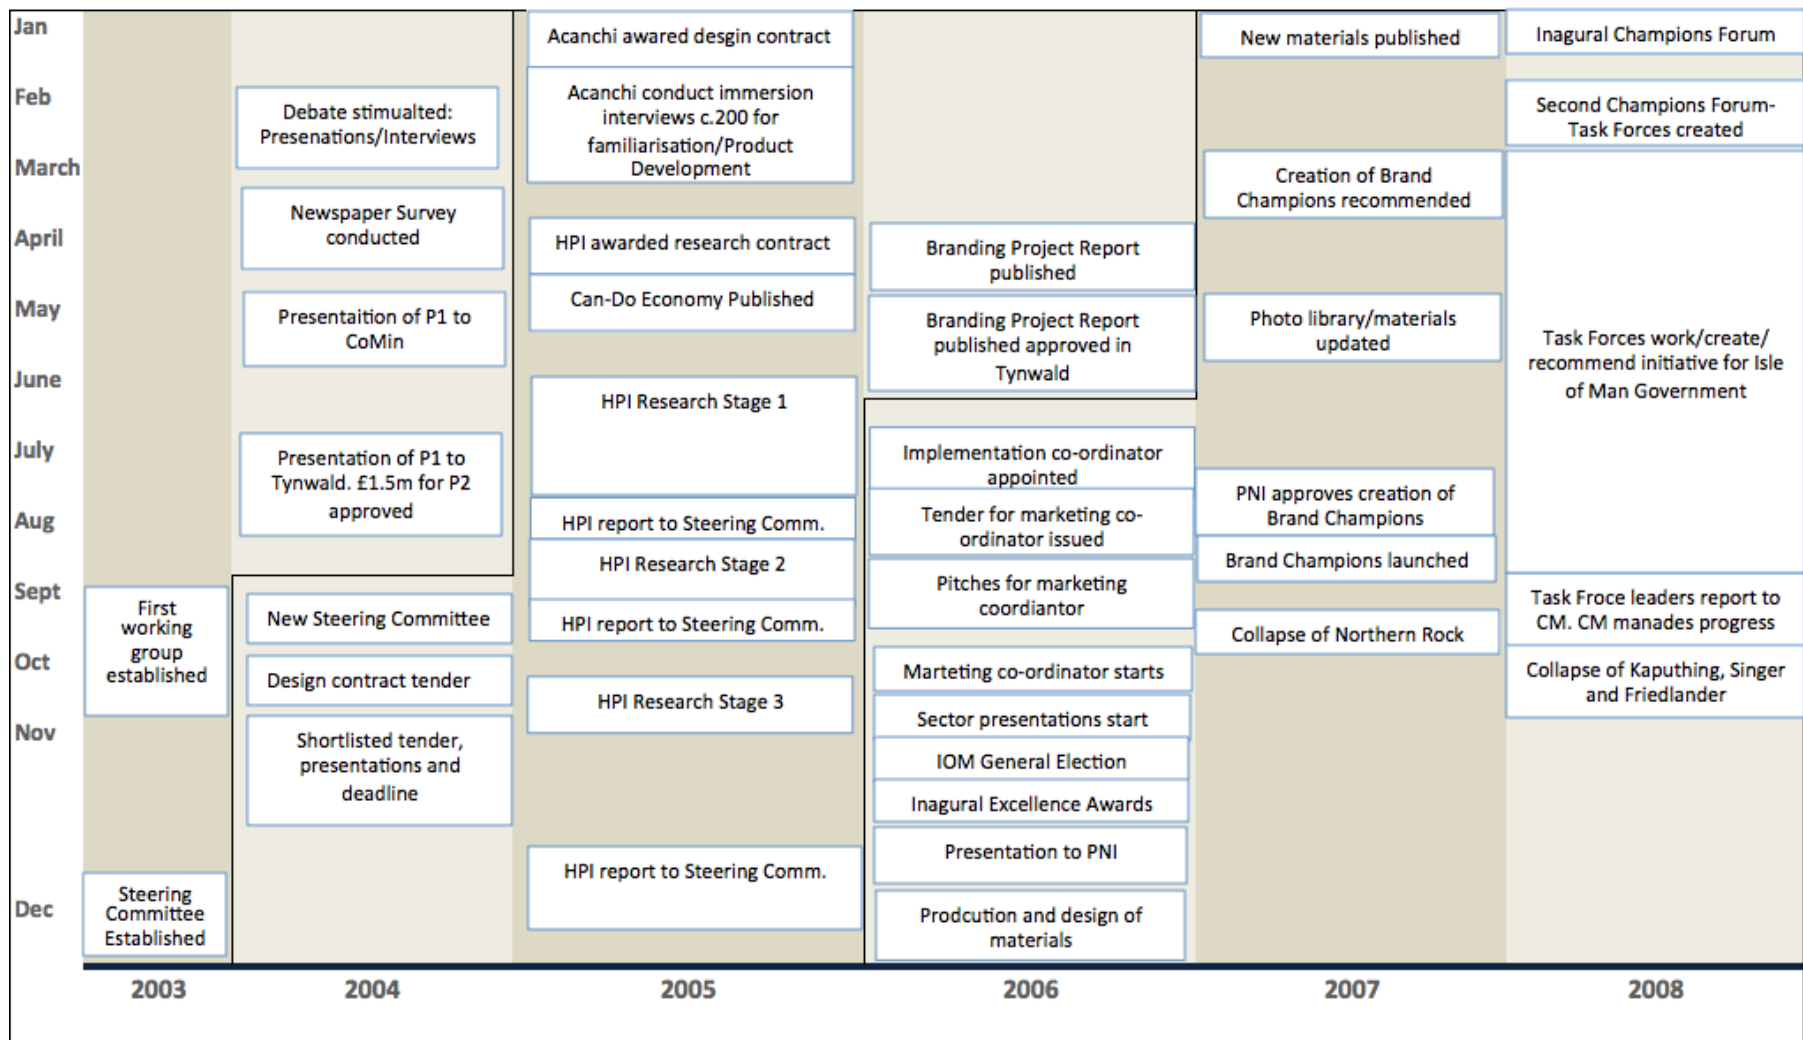 Jan
Feb
March
April
May
June
July
Aug
Sept
Oct
Nov
Dec
First
working
group
established
Steering
Committee
Established
Debate stimualted:
Presenations/Interviews
Newspaper Survey
conducted
Presentaition of P1 to
CoMin
Presentation of P1 to
Tynwald. £1.5m for P2
approved
New Steering Committee
Design contract tender
Shortlisted tender,
presentations and
deadline
Acanchi awared desgin contract
Acanchi conduct immersion
interviews c.200 for
familiarisation/Product
Development
HPI awarded research contract
Can-Do Economy Published
HPI Research Stage 1
HPI report to Steering Comm.
HPI Research Stage 2
HPI report to Steering Comm.
HPI Research Stage 3
HPI report to Steering Comm.
Branding Project Report
published
Branding Project Report
published approved in
Tynwald
Implementation co-ordinator
appointed
Tender for marketing co-
ordinator issued
Pitches for marketing
coordiantor
Marteting co-ordinator starts
Sector presentations start
IOM General Election
Inagural Excellence Awards
Presentation to PNI
Prodcution and design of
materials
New materials published
Creation of Brand
Champions recommended
Photo library/materials
updated
PNI approves creation of
Brand Champions
Brand Champions launched
Collapse of Northern Rock
Inagural Champions Forum
Second Champions Forum-
Task Forces created
Task Forces work/create/
recommend initiative for Isle
of Man Government
Task Froce leaders report to
CM. CM manades progress
Collapse of Kaputhing, Singer
and Friedlander
2003
2004
2005
2006
2007
2008